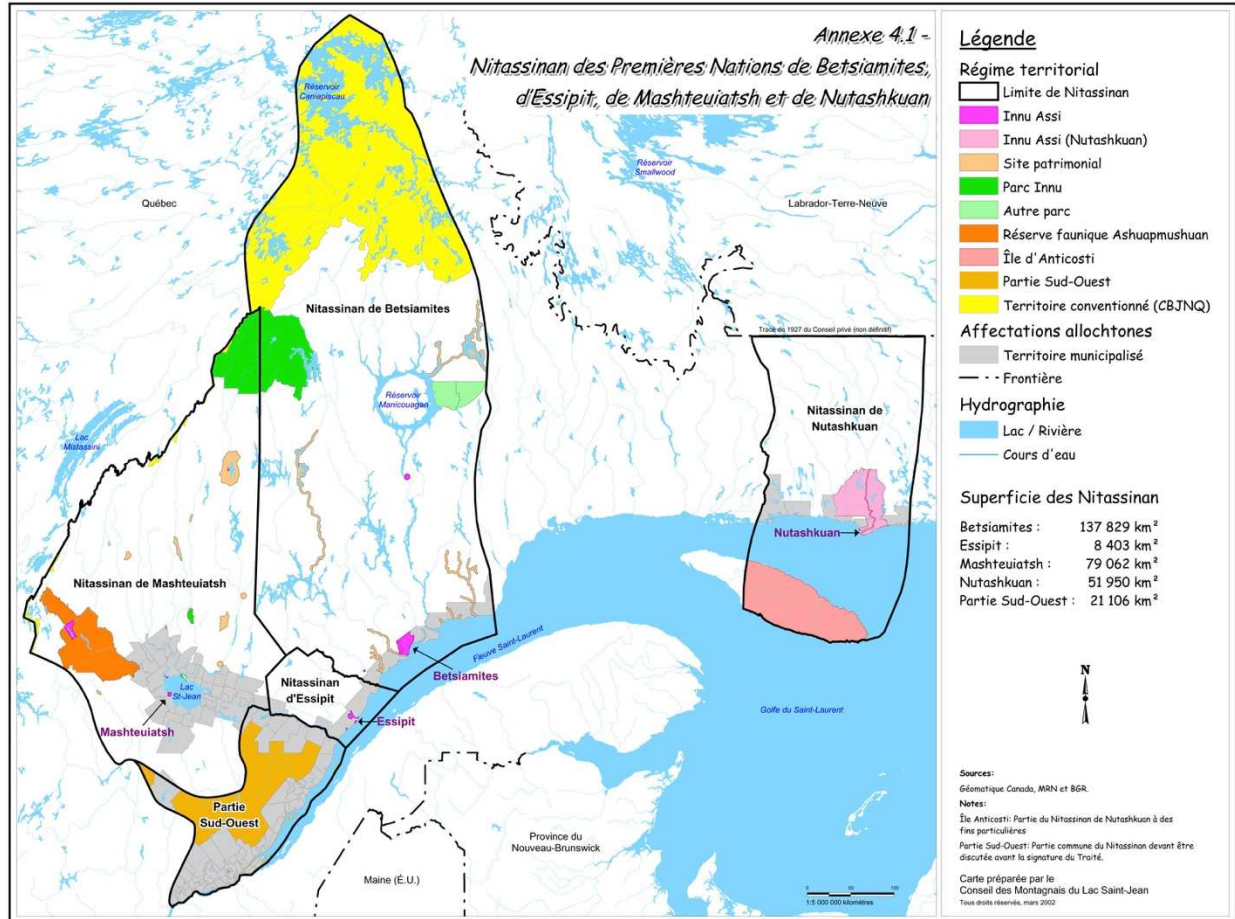 Annexe 4.1 -
Nitassinan des Premières Nations de Betsiamites,
d'Essipit, de Mashteuiatsh et de Nutashkuan
Réservoir
Caniapiscau
Réservoir
Smallwood
Québec
Labrador-Terre-Neuve
Nitassinan de Betsiamites
Tracé de 1927 du Conseil privé (non définitif)
Réservoir
Manicouagan
Nitassinan de
Nutashkuan
Lac
Mistassini
Nutashkuan
Nitassinan de Mashteuiatsh
Fleuve Saint-Laurent
Betsiamites
Nitassinan
d'Essipit
Lac
St-Jean
Essipit
Mashteuiatsh
Golfe du Saint-Laurent
Partie
Sud-Ouest
Province du
Nouveau-Brunswick
Maine (É.U.)
0 50 100
1:5 000 000 kilomètres
Légende
Régime territorial
Limite de Nitassinan
Innu Assi
Innu Assi (Nutashkuan)
Site patrimonial
Parc Innu
Autre parc
Réserve faunique Ashuapmushuan
Île d'Anticosti
Partie Sud-Ouest
Territoire conventionné (CBJNQ)
Affectations allochtones
Territoire municipalisé
Frontière
Hydrographie
Lac / Rivière
Cours d'eau
Superficie des Nitassinan
Betsiamites : 137 829 km²
Essipit : 8 403 km²
Mashteuiatsh : 79 062 km²
Nutashkuan : 51 950 km²
Partie Sud-Ouest : 21 106 km²
N
Sources:
Géomatique Canada, MRN et BGR.
Notes:
Île Anticosti: Partie du Nitassinan de Nutashkuan à des
fins particulières
Partie Sud-Ouest: Partie commune du Nitassinan devant être
discutée avant la signature du Traité.
Carte préparée par le
Conseil des Montagnais du Lac Saint-Jean
Tous droits réservés, mars 2002